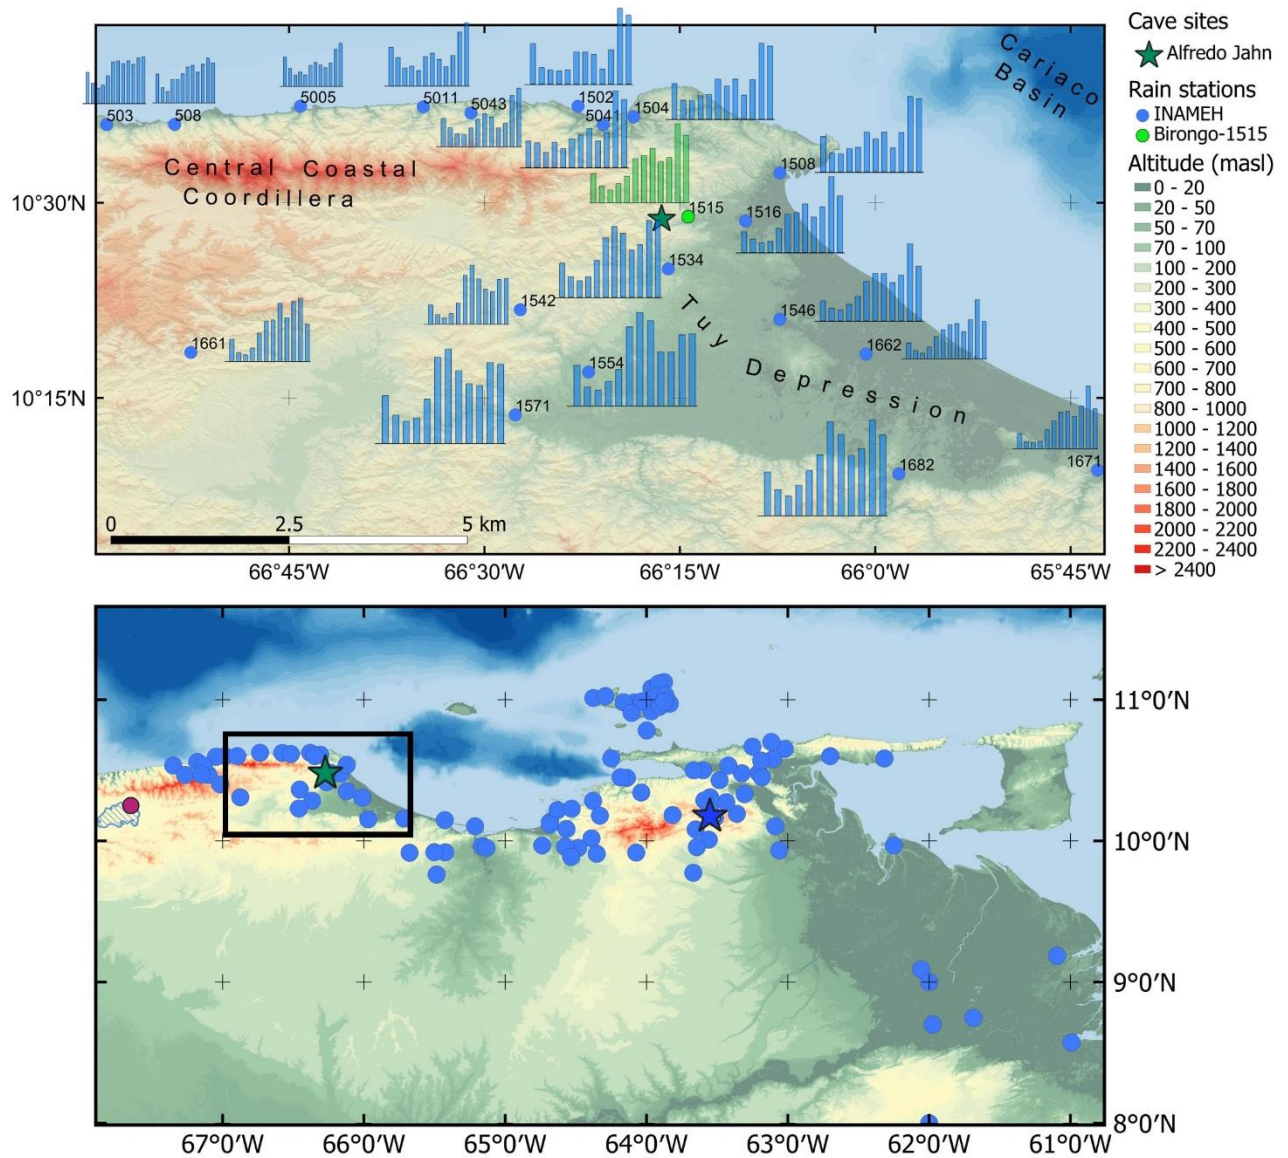 Cave sites
Alfredo Jahn
Rain stations
INAMEH
Birongo-1515
Altitude (masl)
0 - 20
20 - 50
50 - 70
70 - 100
100 - 200
200 - 300
300 - 400
400 - 500
500 - 600
600 - 700
700 - 800
800 - 1000
1000 - 1200
1200 - 1400
1400 - 1600
1600 - 1800
1800 - 2000
2000 - 2200
2200 - 2400
> 2400
Cariaco
Basin
503
508
5005
5011
5043
1502
5041
1504
1508
Central Coastal
Coordillera
1515
1516
1534
1542
1546
1661
1662
1554
1571
1682
1671
Tuy Depression
10°30'N
10°15'N
0 2.5 5 km
66°45'W 66°30'W 66°15'W 66°0'W 65°45'W
11°0'N
10°0'N
9°0'N
8°0'N
67°0'W 66°0'W 65°0'W 64°0'W 63°0'W 62°0'W 61°0'W